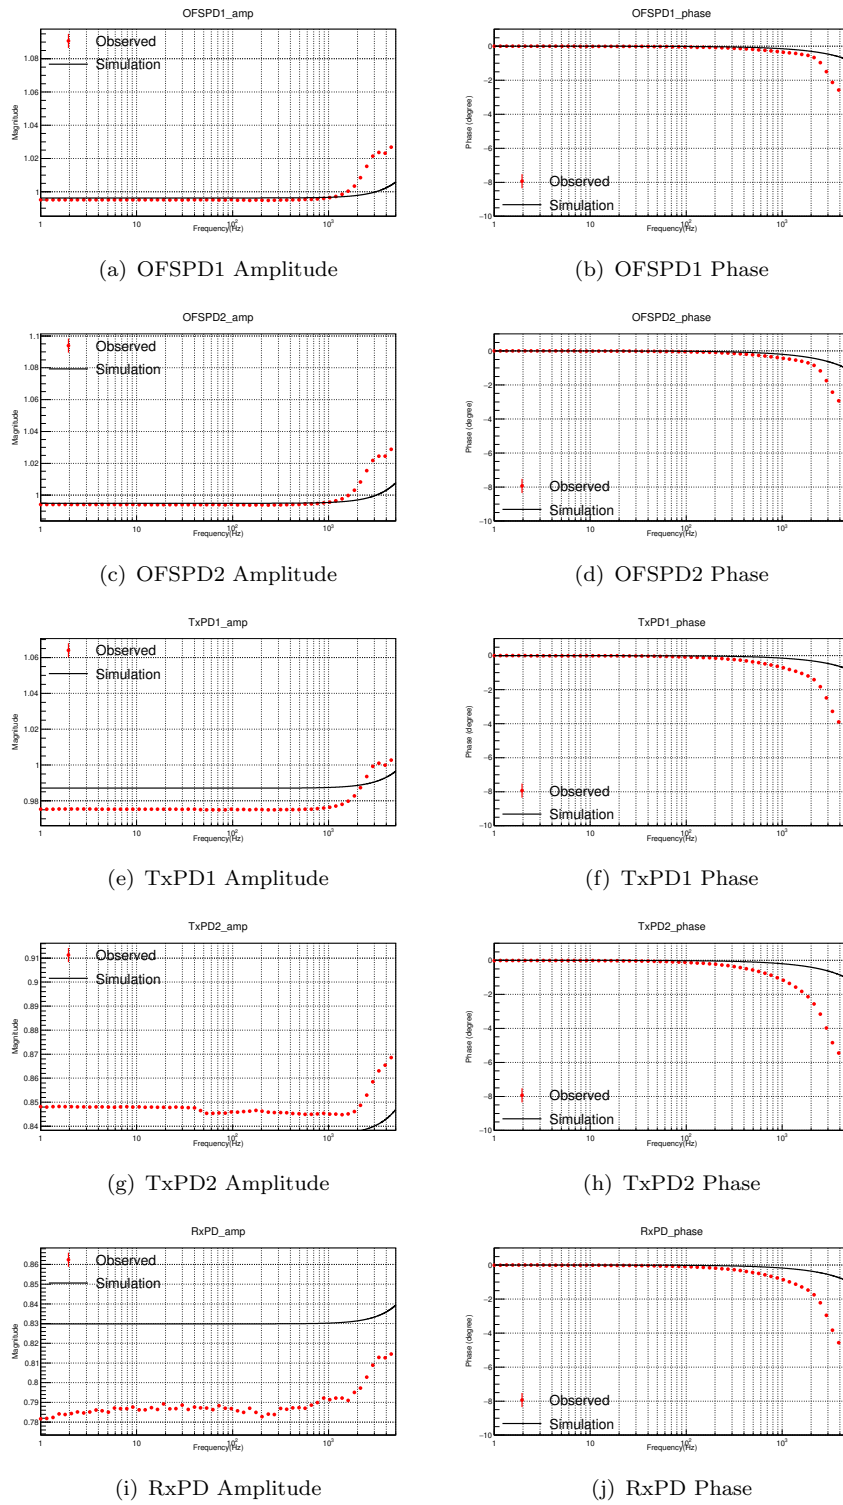 OFSPD1_amp
Magnitude
1.08
1.06
1.04
1.02
1
Observed
Simulation
1
10
10²
10³
Frequency(Hz)
(a) OFSPD1 Amplitude
OFSPD1_phase
Phase (degree)
0
−2
−4
−6
−8
−10
Observed
Simulation
1
10
10²
10³
Frequency(Hz)
(b) OFSPD1 Phase
OFSPD2_amp
Magnitude
1.1
1.08
1.06
1.04
1.02
1
Observed
Simulation
1
10
10²
10³
Frequency(Hz)
(c) OFSPD2 Amplitude
OFSPD2_phase
Phase (degree)
0
−2
−4
−6
−8
−10
Observed
Simulation
1
10
10²
10³
Frequency(Hz)
(d) OFSPD2 Phase
TxPD1_amp
Magnitude
1.06
1.04
1.02
1
0.98
Observed
Simulation
1
10
10²
10³
Frequency(Hz)
(e) TxPD1 Amplitude
TxPD1_phase
Phase (degree)
0
−2
−4
−6
−8
−10
Observed
Simulation
1
10
10²
10³
Frequency(Hz)
(f) TxPD1 Phase
TxPD2_amp
Magnitude
0.91
0.9
0.89
0.88
0.87
0.86
0.85
0.84
Observed
Simulation
1
10
10²
10³
Frequency(Hz)
(g) TxPD2 Amplitude
TxPD2_phase
Phase (degree)
0
−2
−4
−6
−8
−10
Observed
Simulation
1
10
10²
10³
Frequency(Hz)
(h) TxPD2 Phase
RxPD_amp
Magnitude
0.86
0.85
0.84
0.83
0.82
0.81
0.8
0.79
0.78
Observed
Simulation
1
10
10²
10³
Frequency(Hz)
(i) RxPD Amplitude
RxPD_phase
Phase (degree)
0
−2
−4
−6
−8
−10
Observed
Simulation
1
10
10²
10³
Frequency(Hz)
(j) RxPD Phase